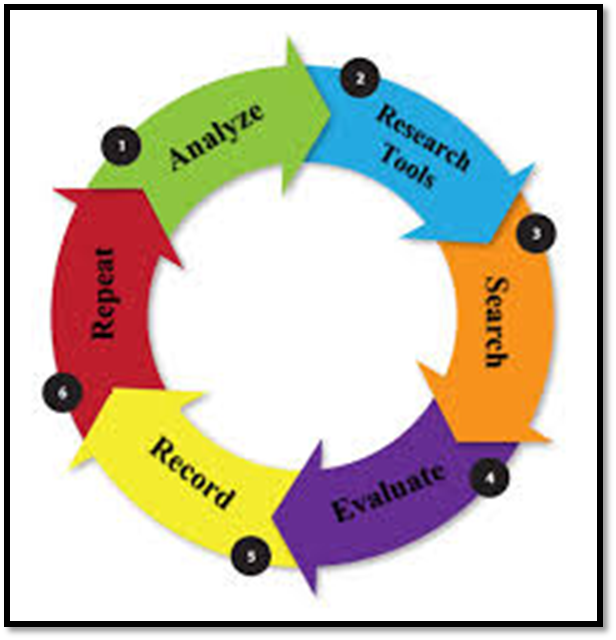 1
Analyze
2
Research
Tools
3
Search
4
Evaluate
5
Record
6
Repeat